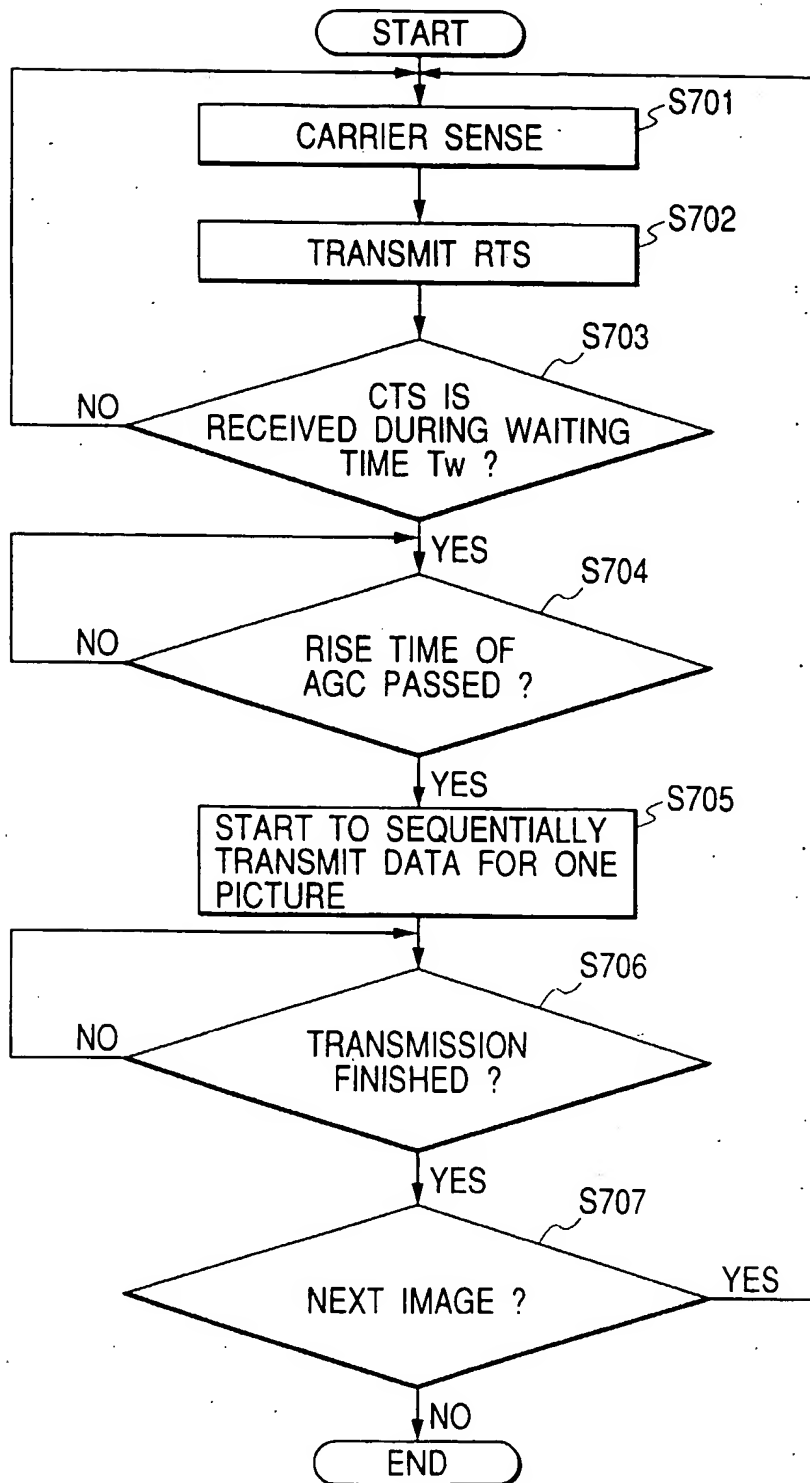 START
S701
CARRIER SENSE
S702
TRANSMIT RTS
S703
CTS IS
RECEIVED DURING WAITING
TIME Tw ?
NO
YES
S704
RISE TIME OF
AGC PASSED ?
NO
YES
S705
START TO SEQUENTIALLY
TRANSMIT DATA FOR ONE
PICTURE
S706
TRANSMISSION
FINISHED ?
NO
YES
S707
NEXT IMAGE ?
YES
NO
END